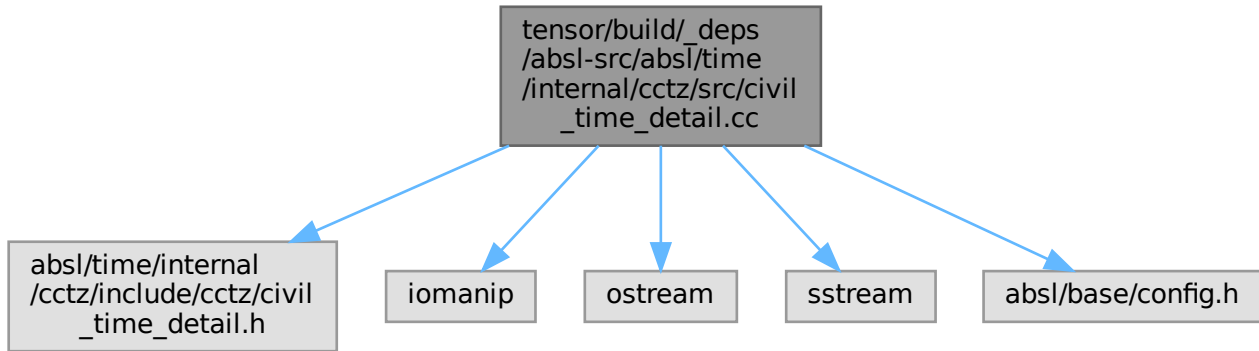 tensor/build/_deps
/absl-src/absl/time
/internal/cctz/src/civil
_time_detail.cc
absl/time/internal
/cctz/include/cctz/civil
_time_detail.h
iomanip
ostream
sstream
absl/base/config.h